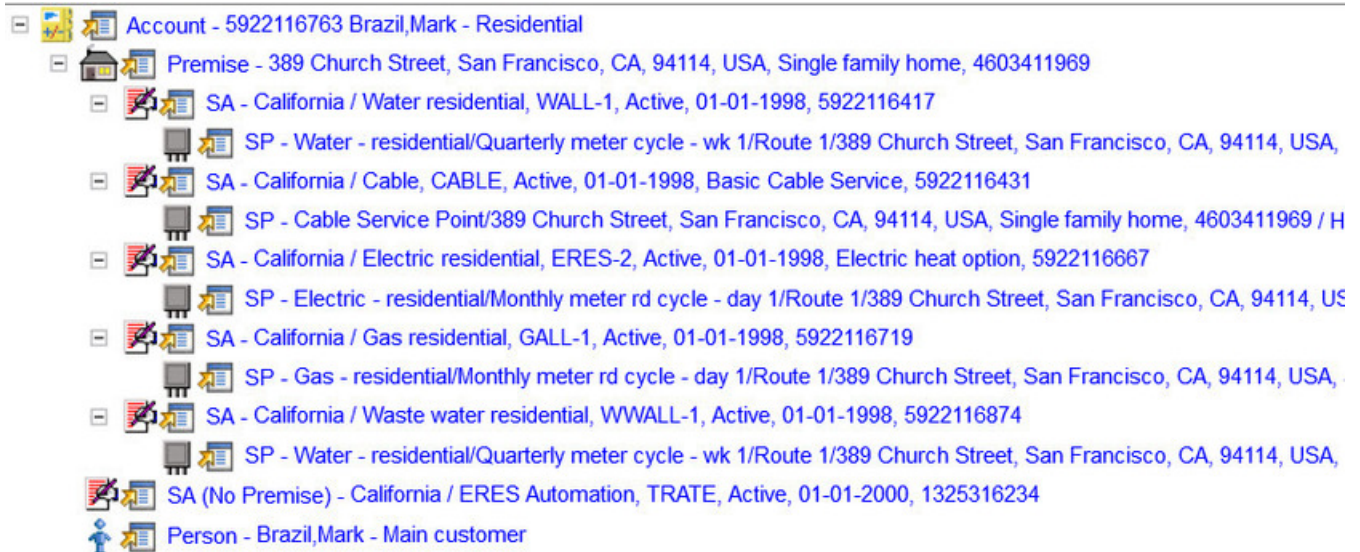 Account - 5922116763 Brazil,Mark - Residential
Premise - 389 Church Street, San Francisco, CA, 94114, USA, Single family home, 4603411969
SA - California / Water residential, WALL-1, Active, 01-01-1998, 5922116417
SP - Water - residential/Quarterly meter cycle - wk 1/Route 1/389 Church Street, San Francisco, CA, 94114, USA,
SA - California / Cable, CABLE, Active, 01-01-1998, Basic Cable Service, 5922116431
SP - Cable Service Point/389 Church Street, San Francisco, CA, 94114, USA, Single family home, 4603411969 / H
SA - California / Electric residential, ERES-2, Active, 01-01-1998, Electric heat option, 5922116667
SP - Electric - residential/Monthly meter rd cycle - day 1/Route 1/389 Church Street, San Francisco, CA, 94114, US
SA - California / Gas residential, GALL-1, Active, 01-01-1998, 5922116719
SP - Gas - residential/Monthly meter rd cycle - day 1/Route 1/389 Church Street, San Francisco, CA, 94114, USA,
SA - California / Waste water residential, WWALL-1, Active, 01-01-1998, 5922116874
SP - Water - residential/Quarterly meter cycle - wk 1/Route 1/389 Church Street, San Francisco, CA, 94114, USA,
SA (No Premise) - California / ERES Automation, TRATE, Active, 01-01-2000, 1325316234
Person - Brazil,Mark - Main customer